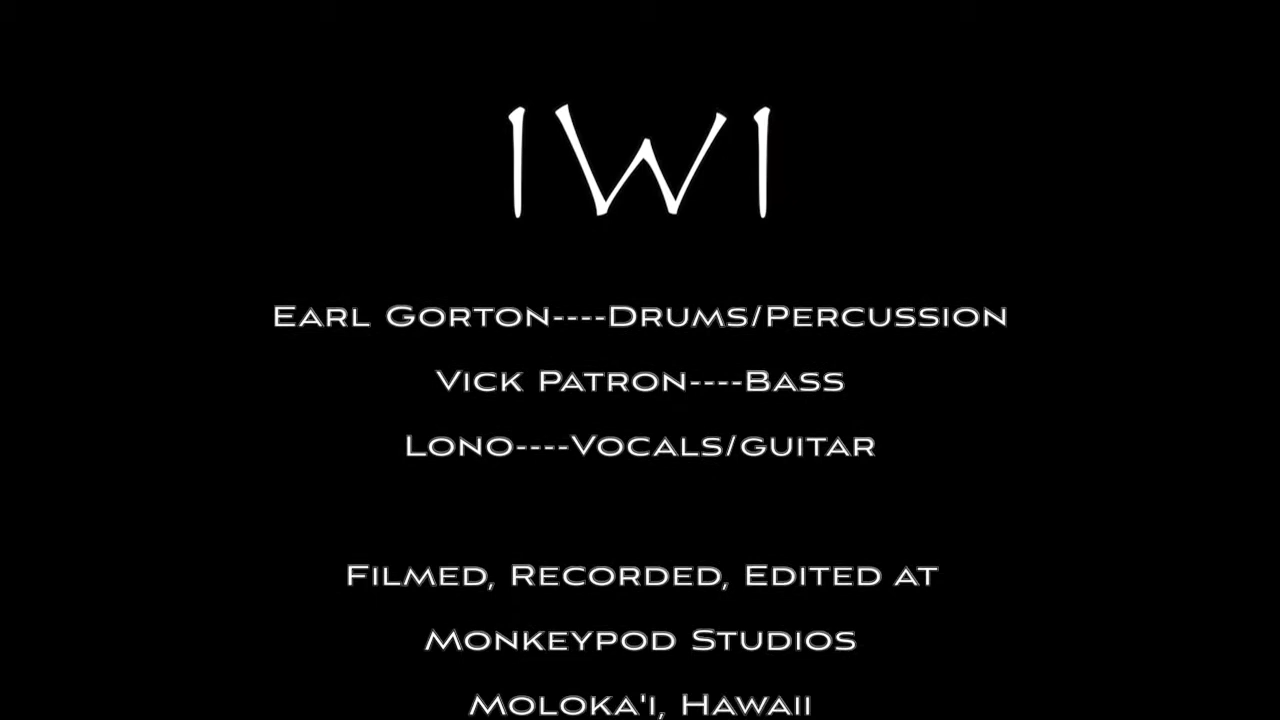 IWI
Earl Gorton----Drums/Percussion
Vick Patron----Bass
Lono----Vocals/guitar
Filmed, Recorded, Edited at
Monkeypod Studios
Moloka'i, Hawaii